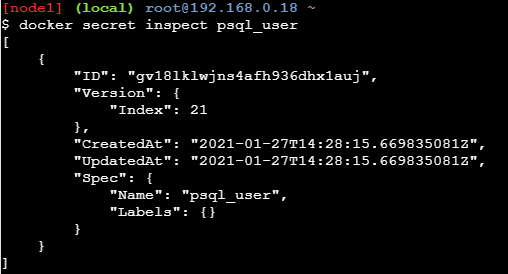 [node1] (local) root@192.168.0.18 ~
$ docker secret inspect psql_user
[
    {
        "ID": "gv18lklwjns4afh936dhx1auj",
        "Version": {
            "Index": 21
        },
        "CreatedAt": "2021-01-27T14:28:15.669835081Z",
        "UpdatedAt": "2021-01-27T14:28:15.669835081Z",
        "Spec": {
            "Name": "psql_user",
            "Labels": {}
        }
    }
]